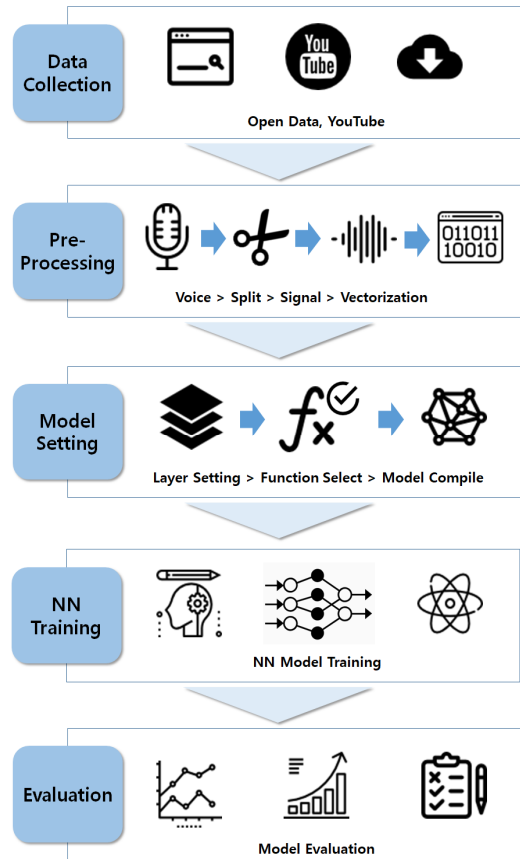 Data
Collection
You
Tube
Open Data, YouTube
Pre-
Processing
011011
10010
Voice > Split > Signal > Vectorization
Model
Setting
fx
Layer Setting > Function Select > Model Compile
NN
Training
NN Model Training
Evaluation
Model Evaluation